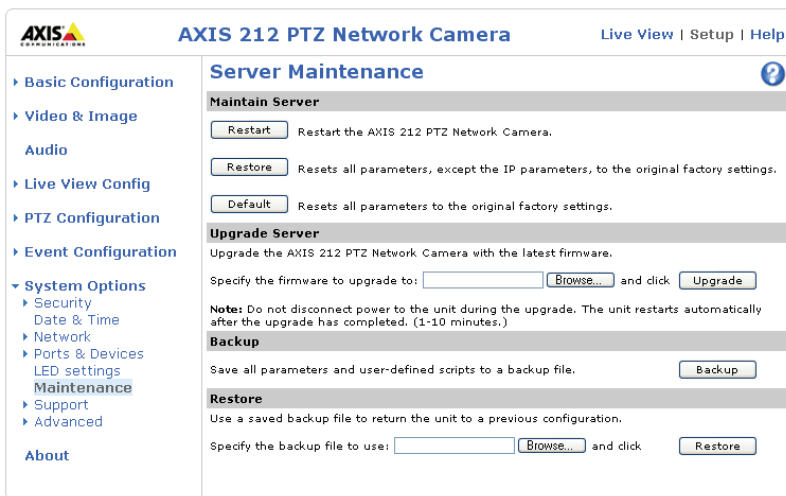 AXIS
COMMUNICATIONS
AXIS 212 PTZ Network Camera
Live View | Setup | Help
Basic Configuration
Video & Image
Audio
Live View Config
PTZ Configuration
Event Configuration
System Options
Security
Date & Time
Network
Ports & Devices
LED settings
Maintenance
Support
Advanced
About
Server Maintenance
?
Maintain Server
Restart Restart the AXIS 212 PTZ Network Camera.
Restore Resets all parameters, except the IP parameters, to the original factory settings.
Default Resets all parameters to the original factory settings.
Upgrade Server
Upgrade the AXIS 212 PTZ Network Camera with the latest firmware.
Specify the firmware to upgrade to: Browse... and click Upgrade
Note: Do not disconnect power to the unit during the upgrade. The unit restarts automatically
after the upgrade has completed. (1-10 minutes.)
Backup
Save all parameters and user-defined scripts to a backup file. Backup
Restore
Use a saved backup file to return the unit to a previous configuration.
Specify the backup file to use: Browse... and click Restore